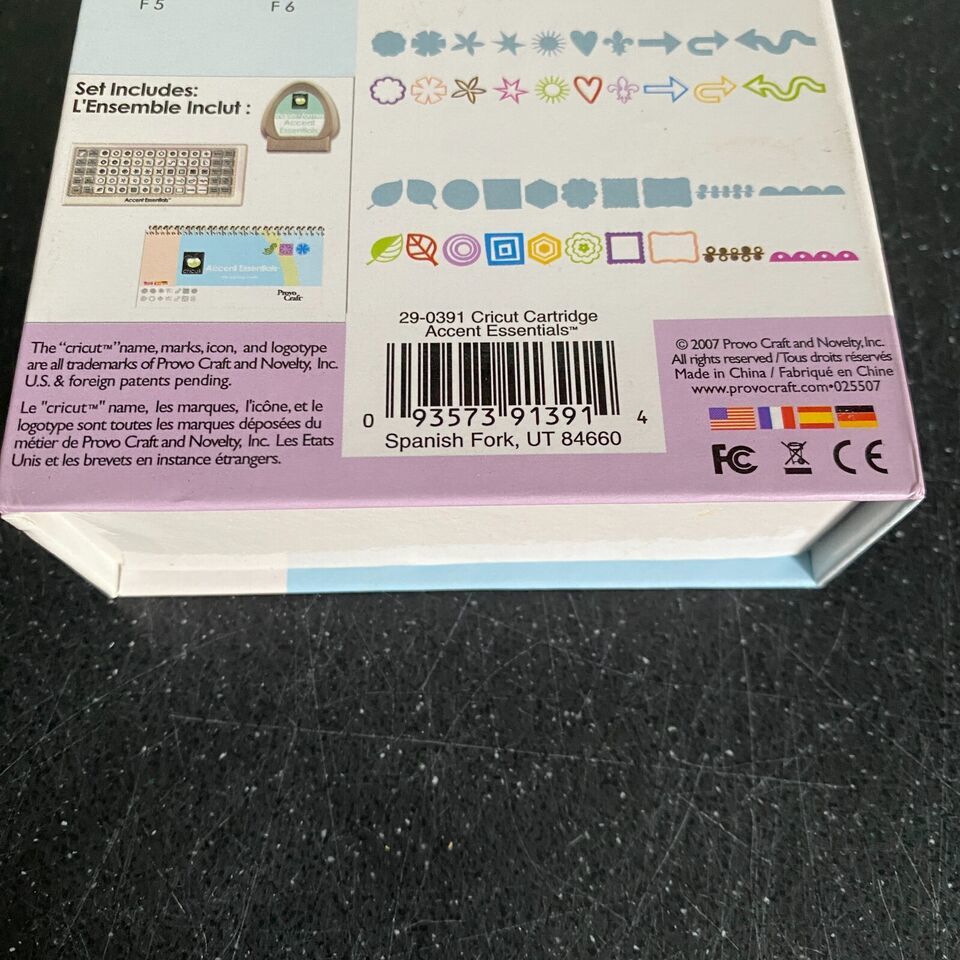 F 5
F 6
Set Includes:
L'Ensemble Inclut :
Accent
Essentials
Accent Essentials™
cricut
Accent Essentials
Provo
Craft
29-0391 Cricut Cartridge
Accent Essentials™
0 93573 91391 4
Spanish Fork, UT 84660
The "cricut™"name, marks, icon, and logotype
are all trademarks of Provo Craft and Novelty, Inc.
U.S. & foreign patents pending.
Le "cricut™" name, les marques, l'icône, et le
logotype sont toutes les marques déposées du
métier de Provo Craft and Novelty, Inc. Les Etats
Unis et les brevets en instance étrangers.
© 2007 Provo Craft and Novelty, Inc.
All rights reserved /Tous droits réservés
Made in China / Fabriqué en Chine
www.provocraft.com•025507
FC
CE